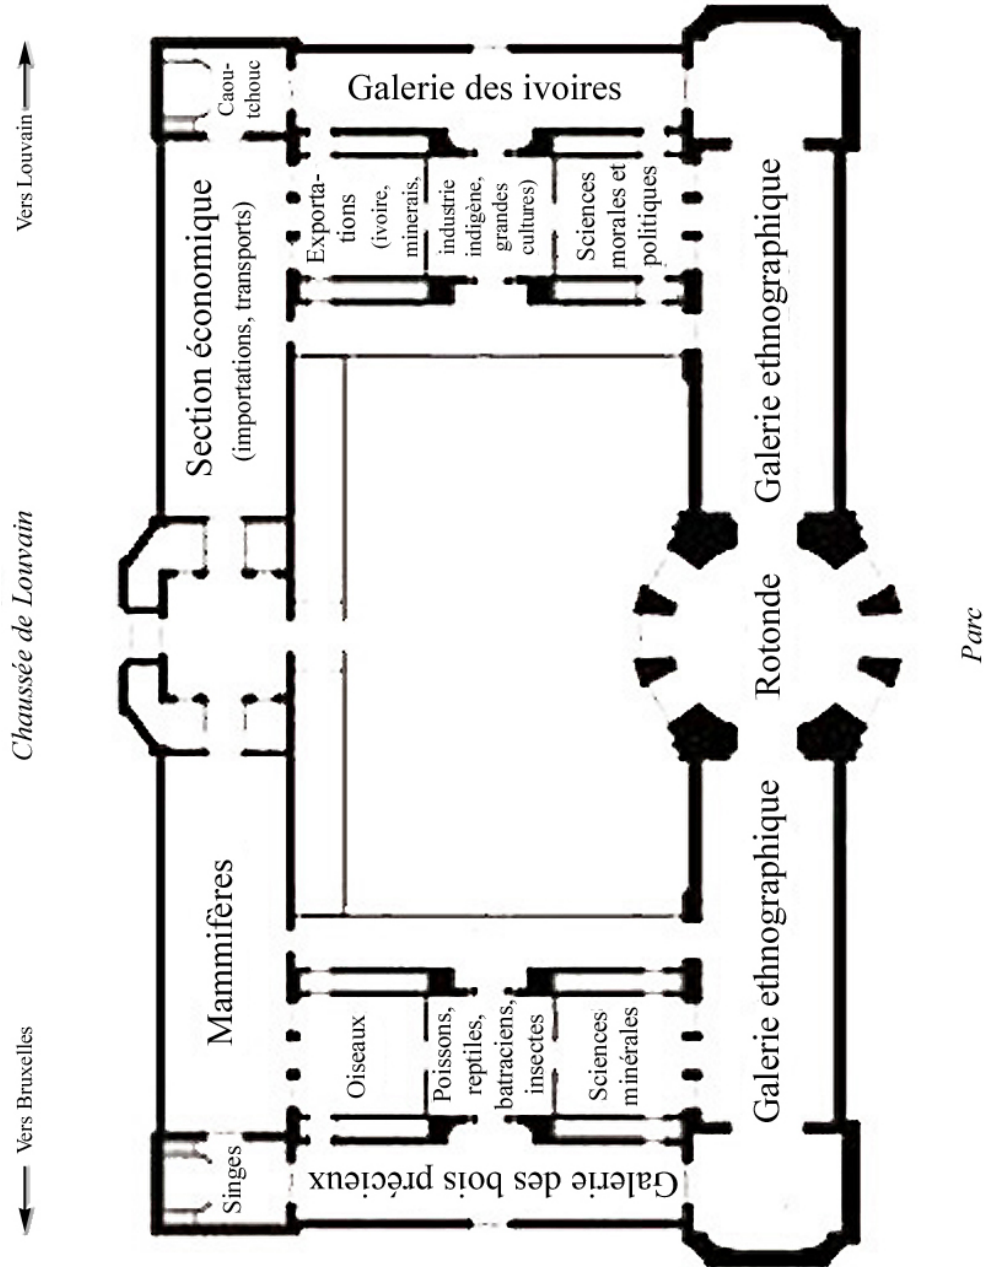 Vers Louvain
Chaussée de Louvain
Vers Bruxelles
Caou-
tchouc
Galerie des ivoires
Section économique
(importations, transports)
Exporta-
tions
(ivoire,
minerais,
industrie
indigène,
grandes
cultures)
Sciences
morales et
politiques
Galerie ethnographique
Rotonde
Parc
Mammifères
Oiseaux
Poissons,
reptiles,
batraciens,
insectes
Sciences
minérales
Galerie ethnographique
Singes
Galerie des bois précieux